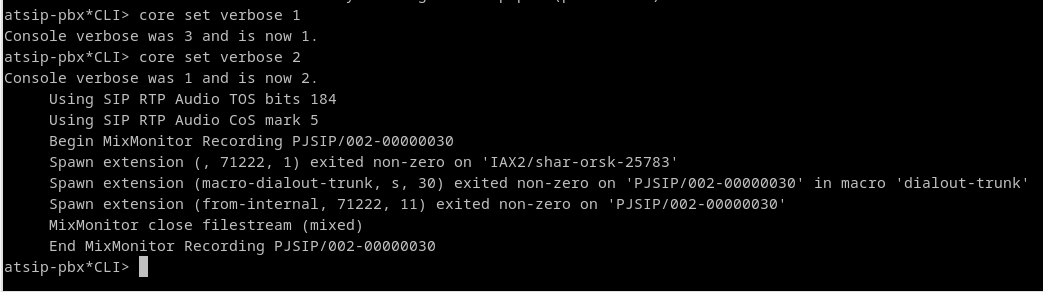 atsip-pbx*CLI> core set verbose 1
Console verbose was 3 and is now 1.
atsip-pbx*CLI> core set verbose 2
Console verbose was 1 and is now 2.
Using SIP RTP Audio TOS bits 184
Using SIP RTP Audio CoS mark 5
Begin MixMonitor Recording PJSIP/002-00000030
Spawn extension (, 71222, 1) exited non-zero on 'IAX2/shar-orsk-25783'
Spawn extension (macro-dialout-trunk, s, 30) exited non-zero on 'PJSIP/002-00000030' in macro 'dialout-trunk'
Spawn extension (from-internal, 71222, 11) exited non-zero on 'PJSIP/002-00000030'
MixMonitor close filestream (mixed)
End MixMonitor Recording PJSIP/002-00000030
atsip-pbx*CLI>